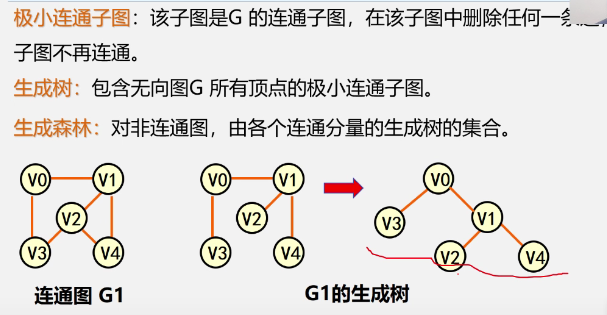 极小连通子图：该子图是G 的连通子图，在该子图中删除任何一条
子图不再连通。
生成树：包含无向图G 所有顶点的极小连通子图。
生成森林：对非连通图，由各个连通分量的生成树的集合。
V0 V1 V0 V1 V0
V2 V2 V3 V1
V3 V4 V3 V4 V2 V4
连通图 G1 G1的生成树